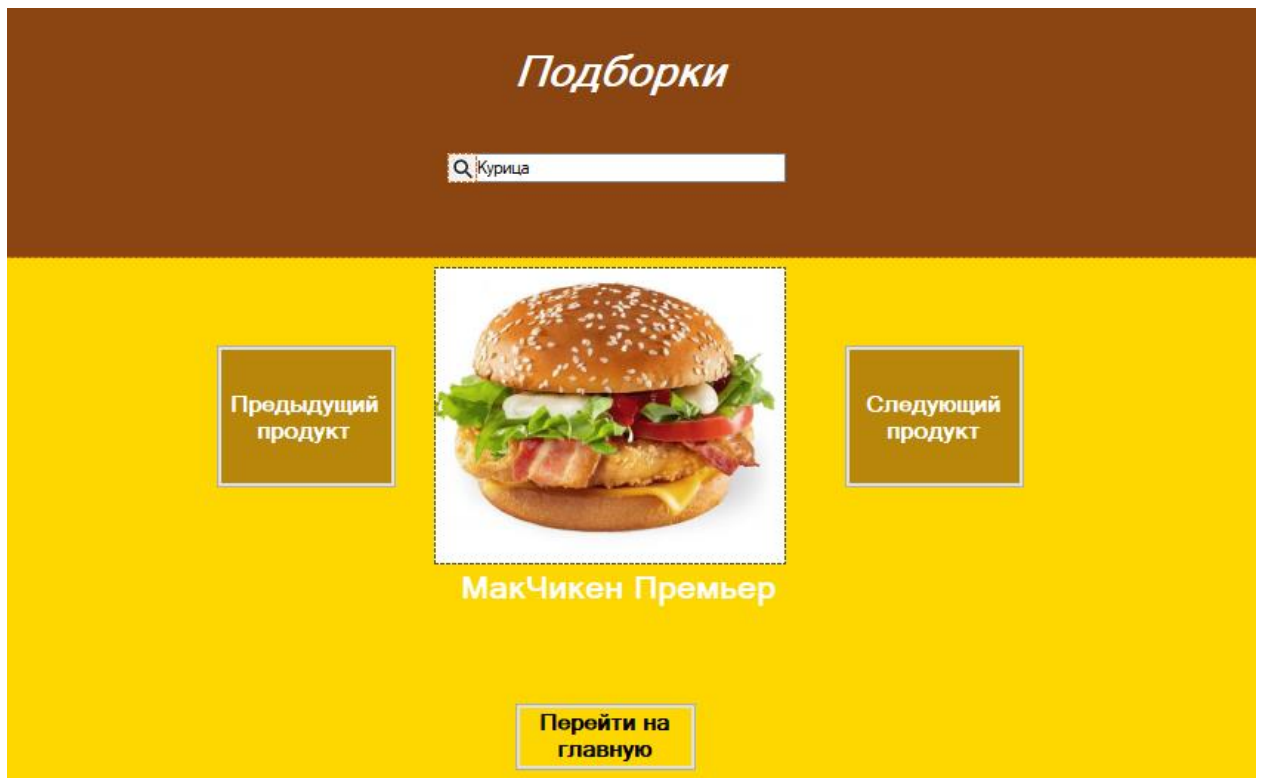 Подборки
Курица
Предыдущий
продукт
Следующий
продукт
МакЧикен Премьер
Перейти на
главную